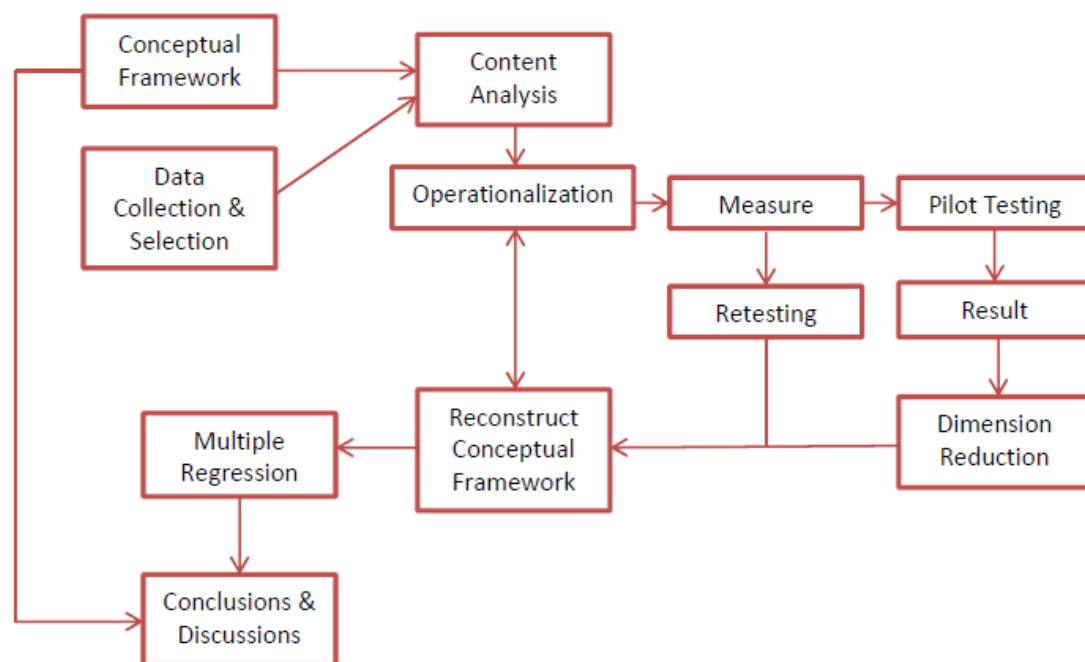 Conceptual
Framework
Content
Analysis
Data
Collection &
Selection
Operationalization
Measure
Pilot Testing
Retesting
Result
Reconstruct
Conceptual
Framework
Multiple
Regression
Dimension
Reduction
Conclusions &
Discussions